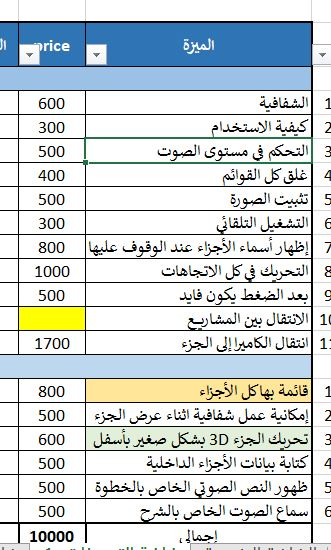 الميزة price
1 الشفافية 600
2 كيفية الاستخدام 300
3 التحكم في مستوى الصوت 500
4 غلق كل القوائم 400
5 تثبيت الصورة 500
6 التشغيل التلقائي 300
7 إظهار أسماء الأجزاء عند الوقوف عليها 800
8 التحريك في كل الاتجاهات 1000
9 بعد الضغط يكون فايد 500
10 الانتقال بين المشاريع
11 انتقال الكاميرا إلى الجزء 1700
1 قائمة بهاكل الأجزاء 800
2 إمكانية عمل شفافية اثناء عرض الجزء 500
3 تحريك الجزء 3D بشكل صغير بأسفل 600
4 كتابة بيانات الأجزاء الداخلية 500
5 ظهور النص الصوتي الخاص بالخطوة 500
6 سماع الصوت الخاص بالشرح 500
إجمالي 10000